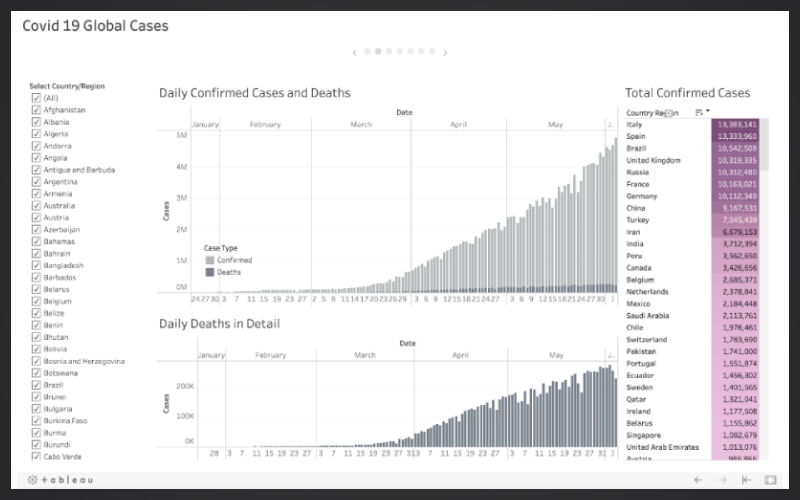 Covid 19 Global Cases
Select Country/Region
(All)
Afghanistan
Albania
Algeria
Andorra
Angola
Antigua and Barbuda
Argentina
Armenia
Australia
Austria
Azerbaijan
Bahamas
Bahrain
Bangladesh
Barbados
Belarus
Belgium
Belize
Benin
Bhutan
Bolivia
Bosnia and Herzegovina
Botswana
Brazil
Brunei
Bulgaria
Burkina Faso
Burma
Burundi
Cabo Verde
Daily Confirmed Cases and Deaths
Date
January February March April May J..
5M
4M
3M
2M
1M
0M
Cases
Case Type
Confirmed
Deaths
24 27 30 3 7 11 15 19 23 27 2 5 8 11 14 17 20 23 26 29 3 6 9 12 15 18 21 24 27 3 6 9 12 15 18 21 24 27 30
Daily Deaths in Detail
Date
January February March April May J..
200K
100K
0K
Cases
28 3 7 11 15 19 23 27 3 7 11 15 19 23 27 31 3 7 11 15 19 23 27 3 7 11 15 19 23 27 31
Total Confirmed Cases
Country Region
Italy 13,383,141
Spain 13,333,960
Brazil 10,542,508
United Kingdom 10,319,335
Russia 10,312,480
France 10,163,021
Germany 10,112,349
China 9,167,531
Turkey 7,045,439
Iran 6,679,153
India 3,712,394
Peru 3,562,650
Canada 3,426,656
Belgium 2,685,371
Netherlands 2,378,841
Mexico 2,184,448
Saudi Arabia 2,113,761
Chile 1,976,461
Switzerland 1,783,690
Pakistan 1,741,000
Portugal 1,551,874
Ecuador 1,456,302
Sweden 1,401,565
Qatar 1,321,041
Ireland 1,177,508
Belarus 1,155,862
Singapore 1,082,679
United Arab Emirates 1,013,076
Austria
+ableau